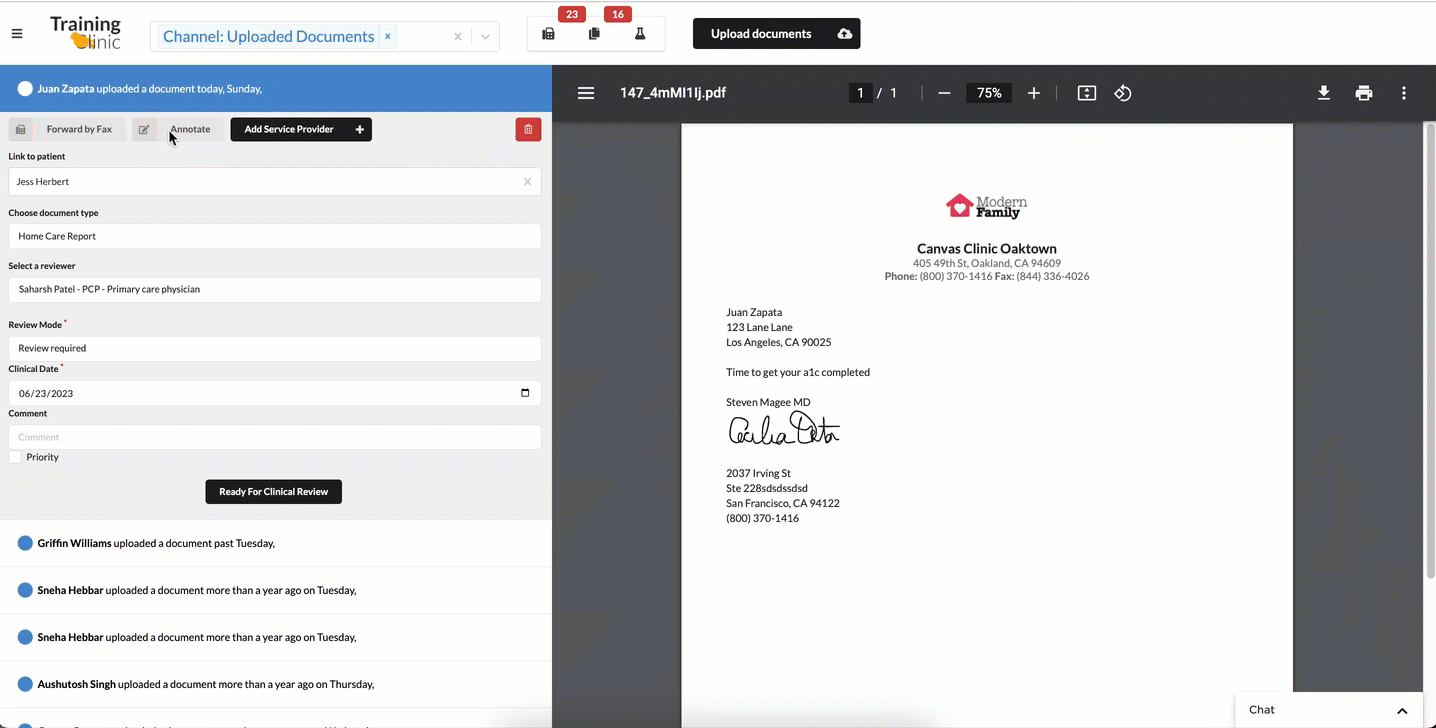 Training
Clinic
Channel: Uploaded Documents ×
23
16
Upload documents
Juan Zapata uploaded a document today, Sunday,
Forward by Fax
Annotate
Add Service Provider +
Link to patient
Jess Herbert
Choose document type
Home Care Report
Select a reviewer
Saharsh Patel - PCP - Primary care physician
Review Mode *
Review required
Clinical Date *
06/23/2023
Comment
Comment
Priority
Ready For Clinical Review
Griffin Williams uploaded a document past Tuesday,
Sneha Hebbar uploaded a document more than a year ago on Tuesday,
Sneha Hebbar uploaded a document more than a year ago on Tuesday,
Aushutosh Singh uploaded a document more than a year ago on Thursday,
147_4mMI1Ij.pdf
1 / 1
75%
Modern
Family
Canvas Clinic Oaktown
405 49th St, Oakland, CA 94609
Phone: (800) 370-1416 Fax: (844) 336-4026
Juan Zapata
123 Lane Lane
Los Angeles, CA 90025
Time to get your a1c completed
Steven Magee MD
2037 Irving St
Ste 228sdsdssdsd
San Francisco, CA 94122
(800) 370-1416
Chat